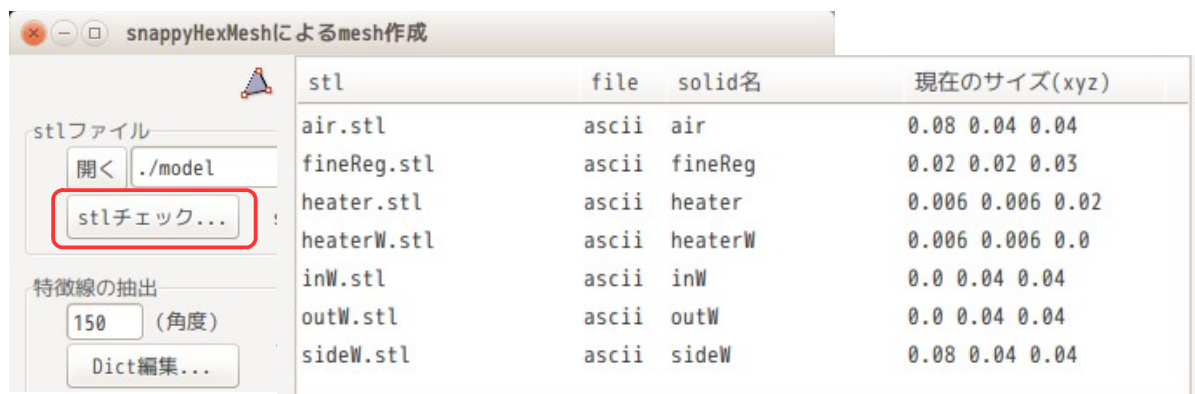 snappyHexMeshによるmesh作成
stl file solid名 現在のサイズ(xyz)
air.stl ascii air 0.08 0.04 0.04
fineReg.stl ascii fineReg 0.02 0.02 0.03
heater.stl ascii heater 0.006 0.006 0.02
heaterW.stl ascii heaterW 0.006 0.006 0.0
inW.stl ascii inW 0.0 0.04 0.04
outW.stl ascii outW 0.0 0.04 0.04
sideW.stl ascii sideW 0.08 0.04 0.04
stlファイル
開く ./model
stlチェック...
特徴線の抽出
150 (角度)
Dict編集...